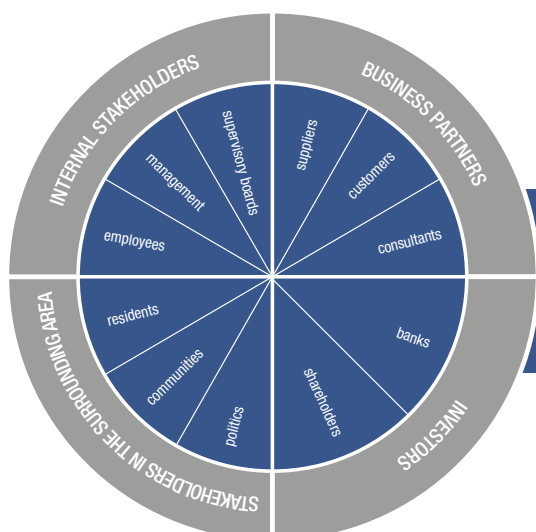 INTERNAL STAKEHOLDERS
employees
management
supervisory boards
BUSINESS PARTNERS
suppliers
customers
consultants
INVESTORS
banks
shareholders
STAKEHOLDERS IN THE SURROUNDING AREA
politics
communities
residents